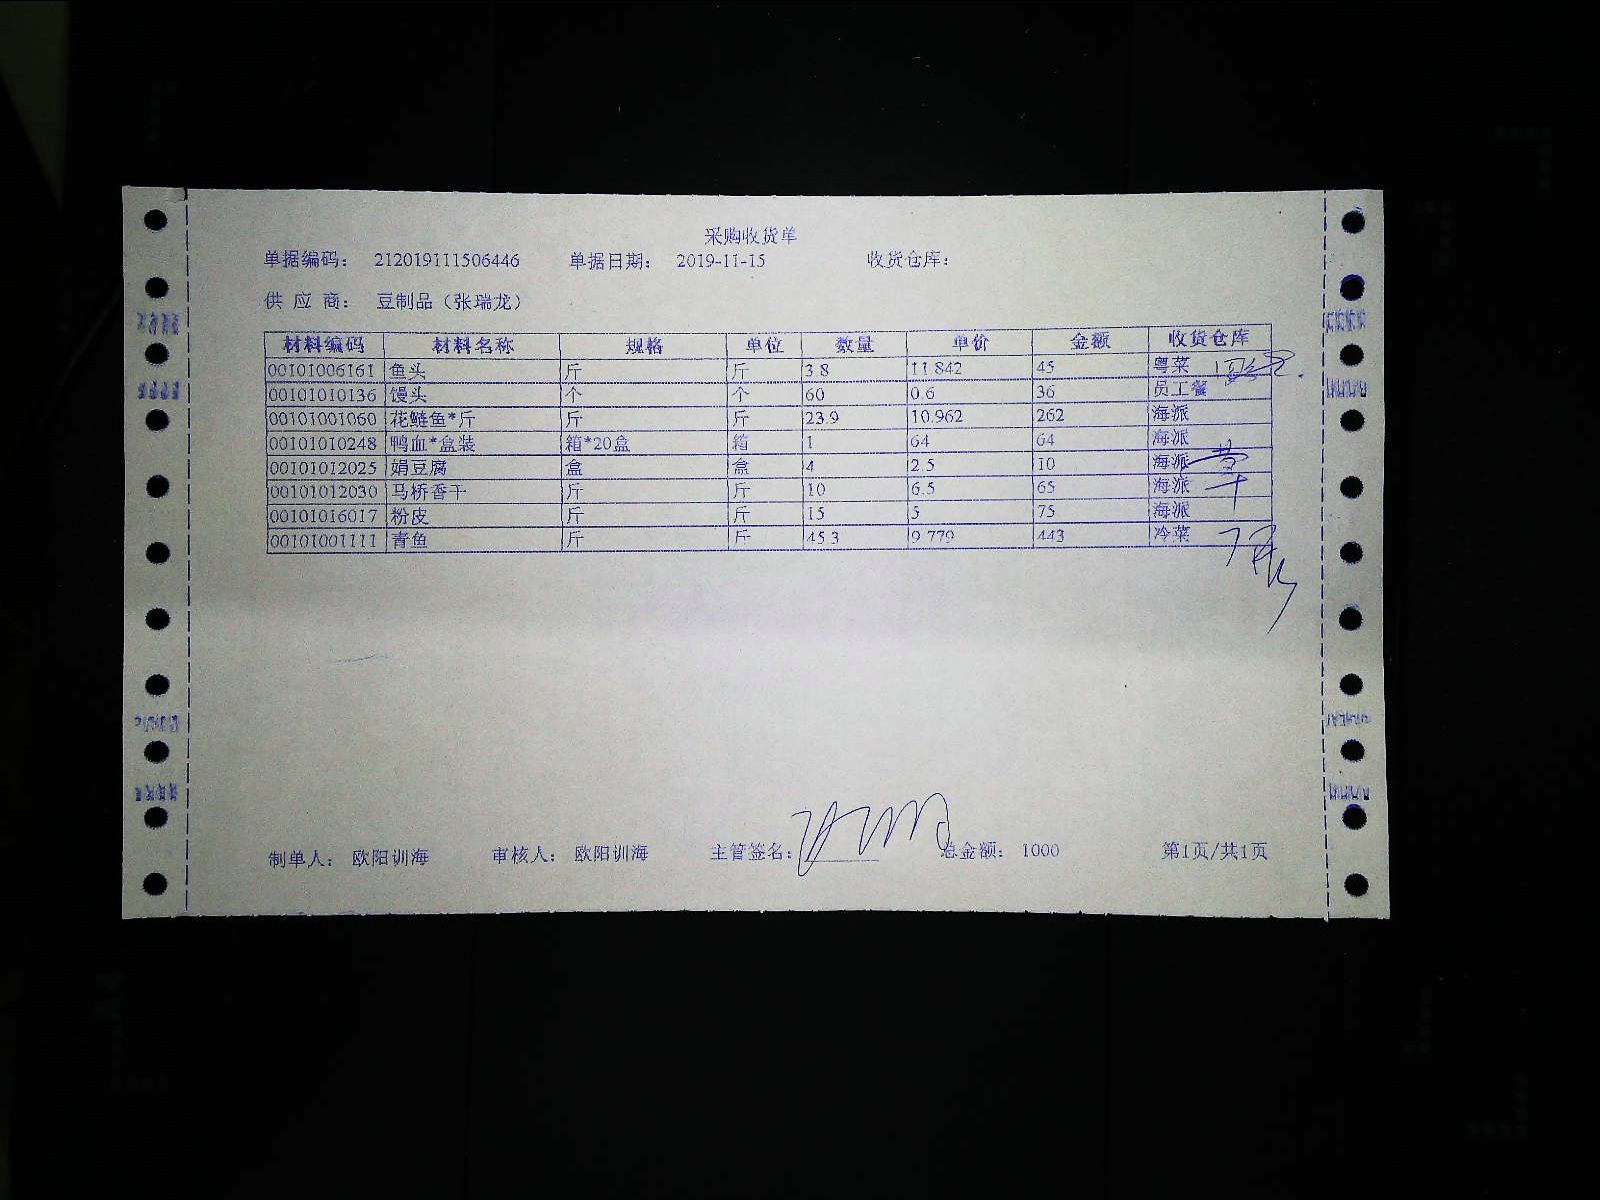 采购收货单
单据编码： 212019111506446 单据日期： 2019-11-15 收货仓库：
供 应 商： 豆制品（张瑞龙）
材料编码 材料名称 规格 单位 数量 单价 金额 收货仓库
00101006161 鱼头 斤 斤 3.8 11.842 45 粤菜
00101010136 馒头 个 个 60 0.6 36 员工餐
00101001060 花鲢鱼*斤 斤 斤 23.9 10.962 262 海派
00101010248 鸭血*盒装 箱*20盒 箱 1 64 64 海派
00101012025 娟豆腐 盒 盒 4 2.5 10 海派
00101012030 马桥香干 斤 斤 10 6.5 65 海派
00101016017 粉皮 斤 斤 15 5 75 海派
00101001111 青鱼 斤 斤 45.3 9.779 443 冷菜
制单人： 欧阳训海 审核人： 欧阳训海 主管签名： 总金额： 1000 第1页/共1页